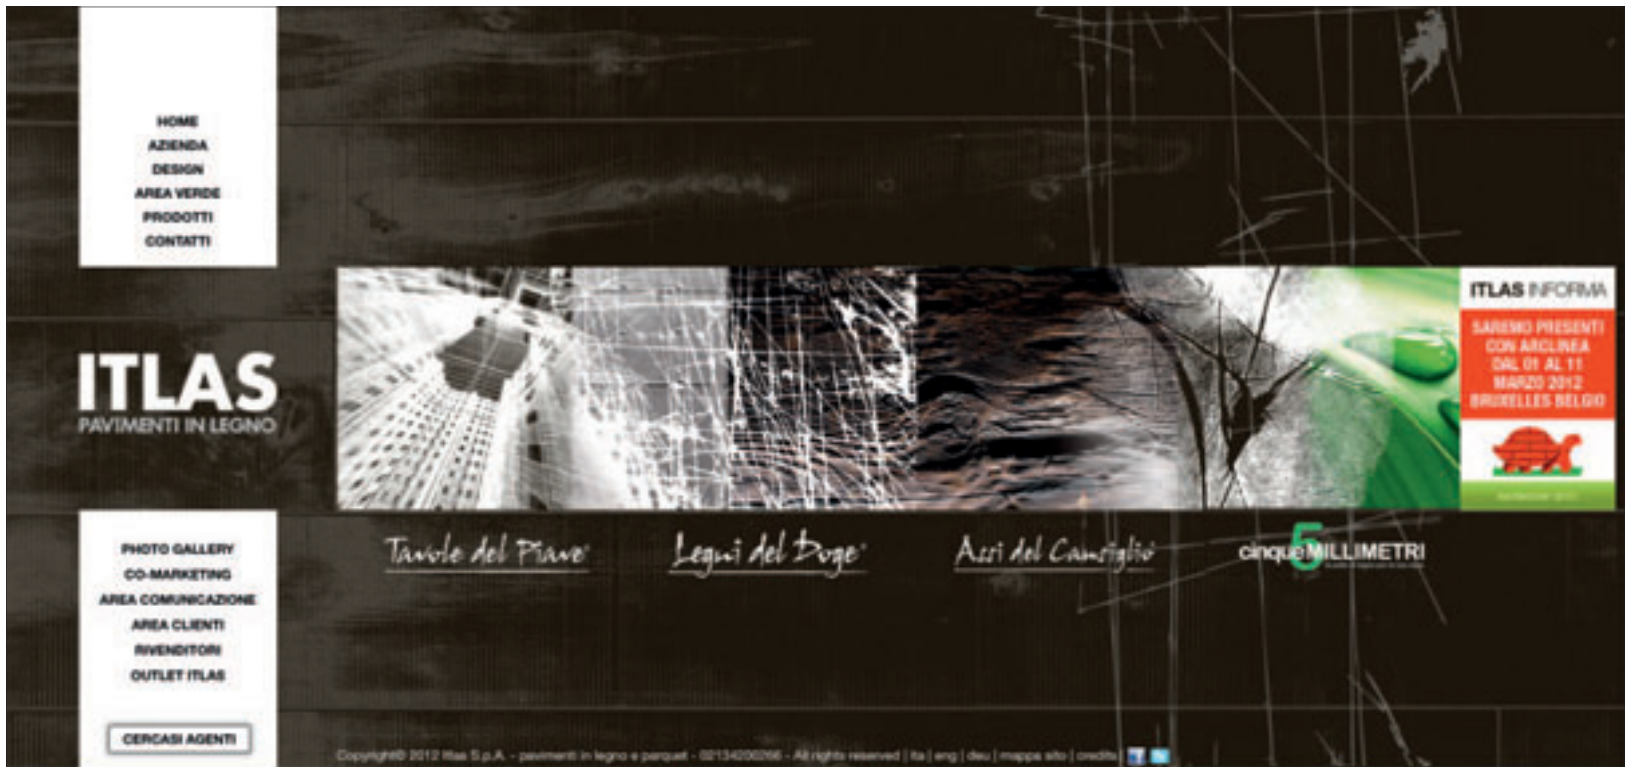 HOME
AZIENDA
DESIGN
AREA VERDE
PRODOTTI
CONTATTI
ITLAS
PAVIMENTI IN LEGNO
ITLAS INFORMA
SAREMO PRESENTI
CON ARCLINEA
DAL 01 AL 11
MARZO 2012
BRUXELLES BELGIO
Tavole del Piave®
Legni del Doge®
Assi del Cansiglio®
cinque5MILLIMETRI
PHOTO GALLERY
CO-MARKETING
AREA COMUNICAZIONE
AREA CLIENTI
RIVENDITORI
OUTLET ITLAS
CERCASI AGENTI
Copyright© 2012 Itlas S.p.A. - pavimenti in legno e parquet - 02134200266 - All rights reserved | ita | eng | deu | mappa sito | credits |